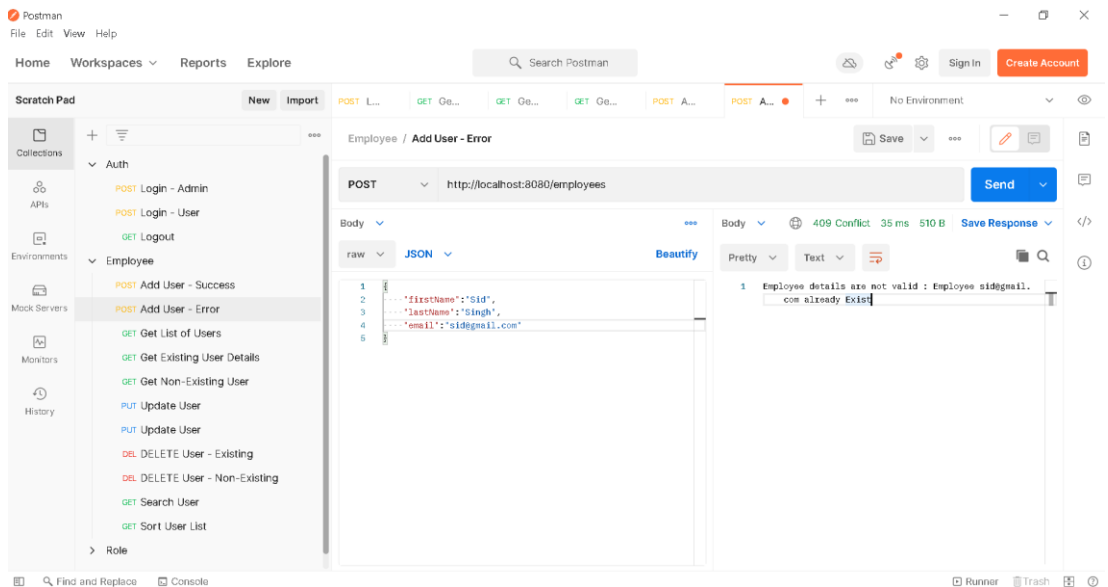 Postman
File Edit View Help
Home Workspaces Reports Explore
Search Postman
Sign In
Create Account
Scratch Pad
New
Import
POST L...
GET Ge...
GET Ge...
GET Ge...
POST A...
POST A...
No Environment
Collections
APIs
Environments
Mock Servers
Monitors
History
Auth
POST Login - Admin
POST Login - User
GET Logout
Employee
POST Add User - Success
POST Add User - Error
GET Get List of Users
GET Get Existing User Details
GET Get Non-Existing User
PUT Update User
PUT Update User
DEL DELETE User - Existing
DEL DELETE User - Non-Existing
GET Search User
GET Sort User List
Role
Employee / Add User - Error
Save
POST
http://localhost:8080/employees
Send
Body
raw JSON Beautify
1 {
2 "firstName":"Sid",
3 "lastName":"Singh",
4 "email":"sid@gmail.com"
5 }
Body 409 Conflict 35 ms 510 B Save Response
Pretty Text
1 Employee details are not valid : Employee sid@gmail.
com already Exist
Find and Replace Console
Runner Trash